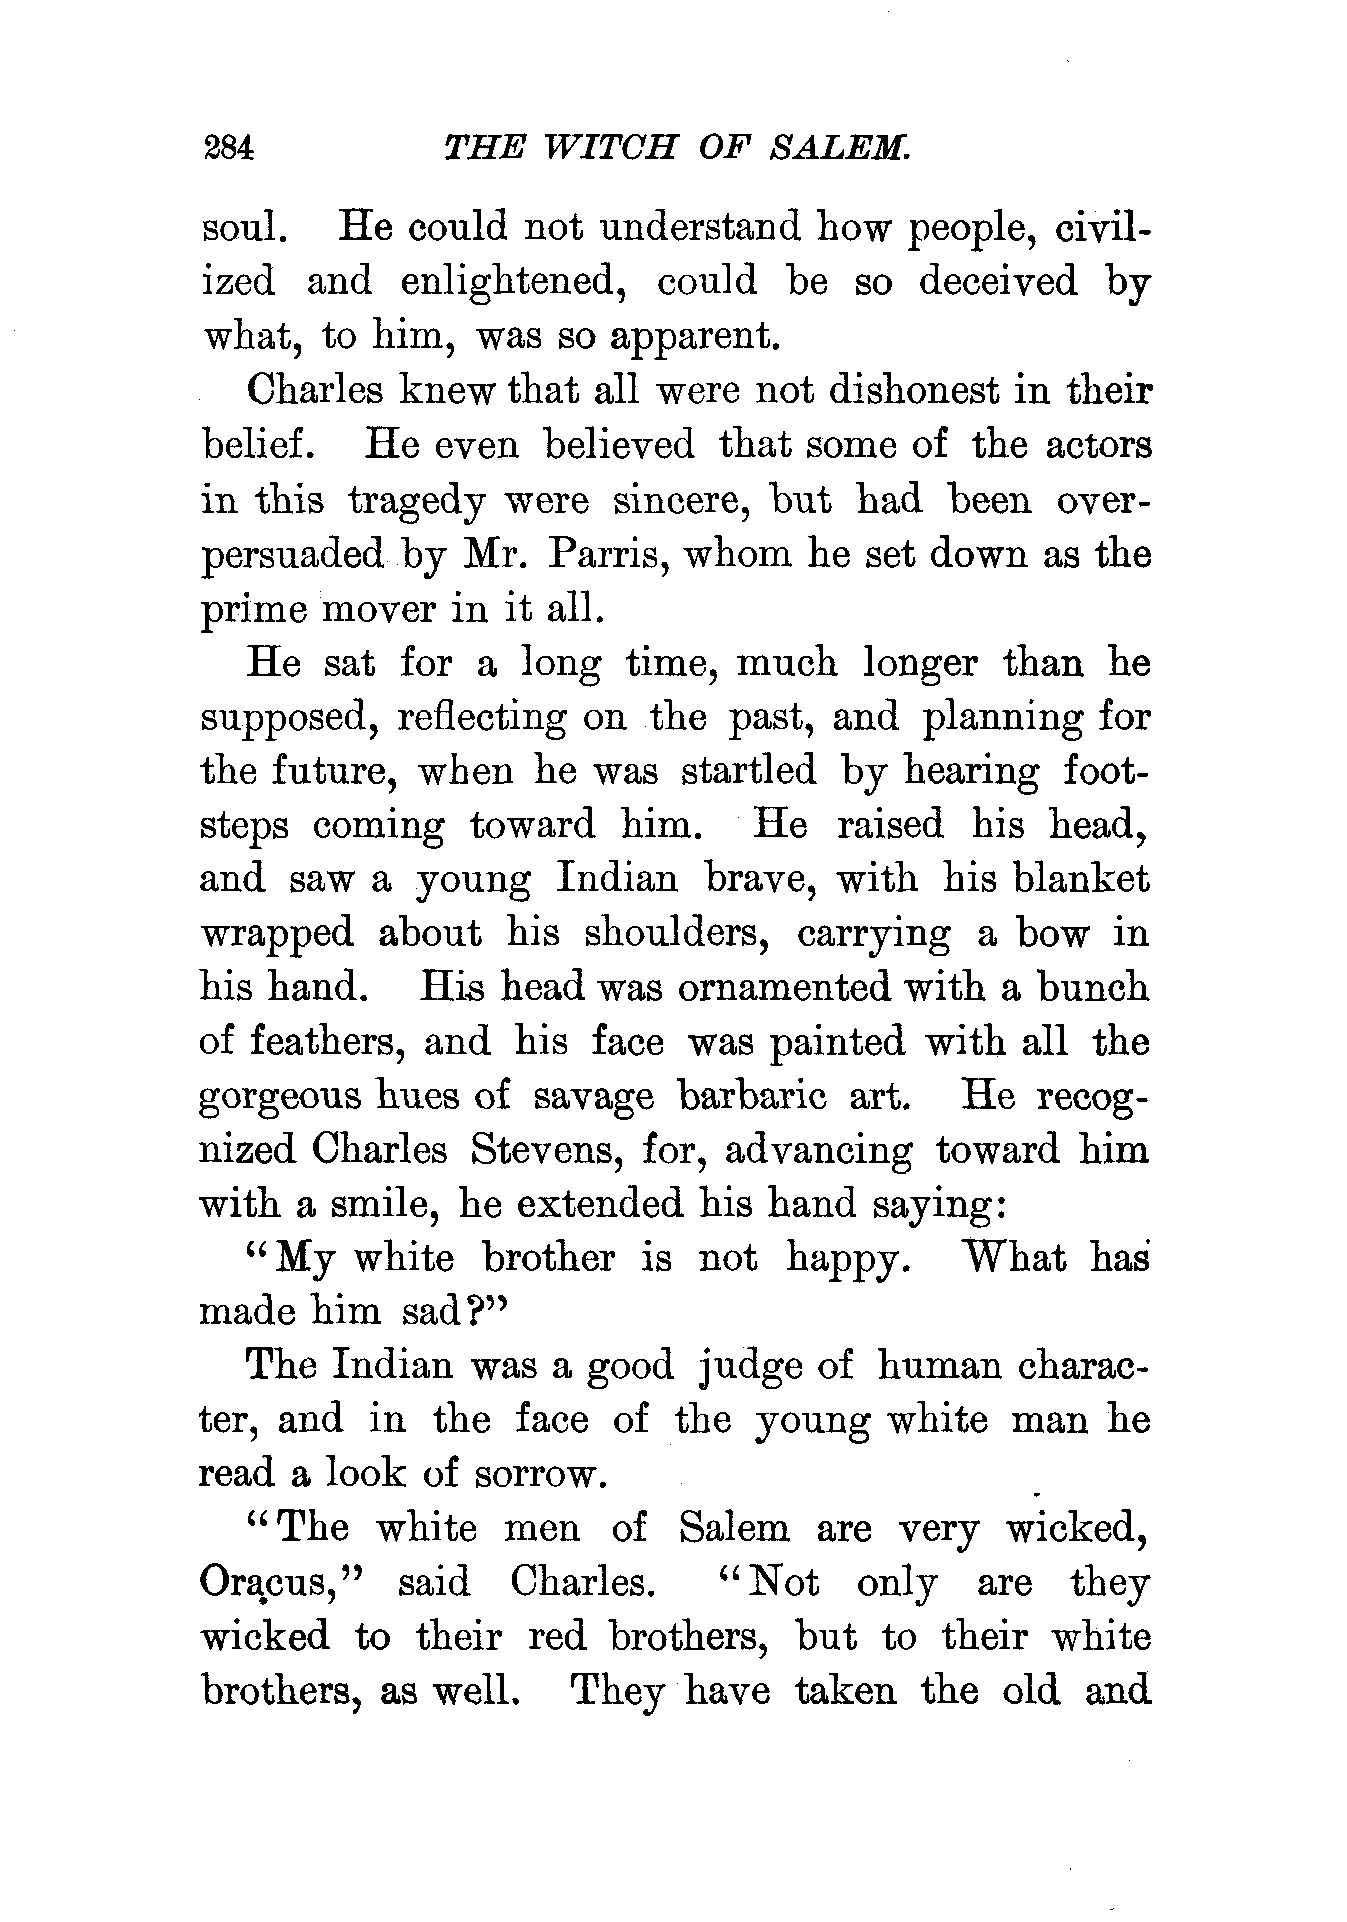 284 THE WITCH OF SALEM.
soul. He could not understand how people, civil-
ized and enlightened, could be so deceived by
what, to him, was so apparent.
Charles knew that all were not dishonest in their
belief. He even believed that some of the actors
in this tragedy were sincere, but had been over-
persuaded by Mr. Parris, whom he set down as the
prime mover in it all.
He sat for a long time, much longer than he
supposed, reflecting on the past, and planning for
the future, when he was startled by hearing foot-
steps coming toward him. He raised his head,
and saw a young Indian brave, with his blanket
wrapped about his shoulders, carrying a bow in
his hand. His head was ornamented with a bunch
of feathers, and his face was painted with all the
gorgeous hues of savage barbaric art. He recog-
nized Charles Stevens, for, advancing toward him
with a smile, he extended his hand saying:
"My white brother is not happy. What has
made him sad?"
The Indian was a good judge of human charac-
ter, and in the face of the young white man he
read a look of sorrow.
"The white men of Salem are very wicked,
Oracus," said Charles. "Not only are they
wicked to their red brothers, but to their white
brothers, as well. They have taken the old and